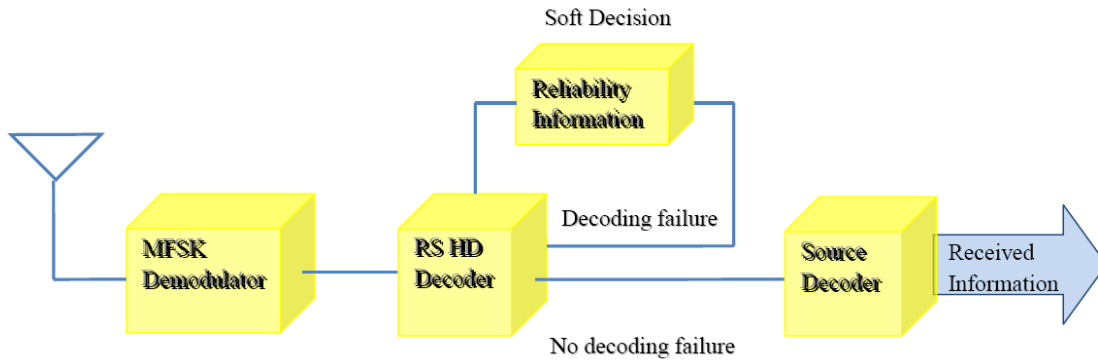 Soft Decision
Reliability
Information
Decoding failure
MFSK
Demodulator
RS HD
Decoder
Source
Decoder
Received
Information
No decoding failure